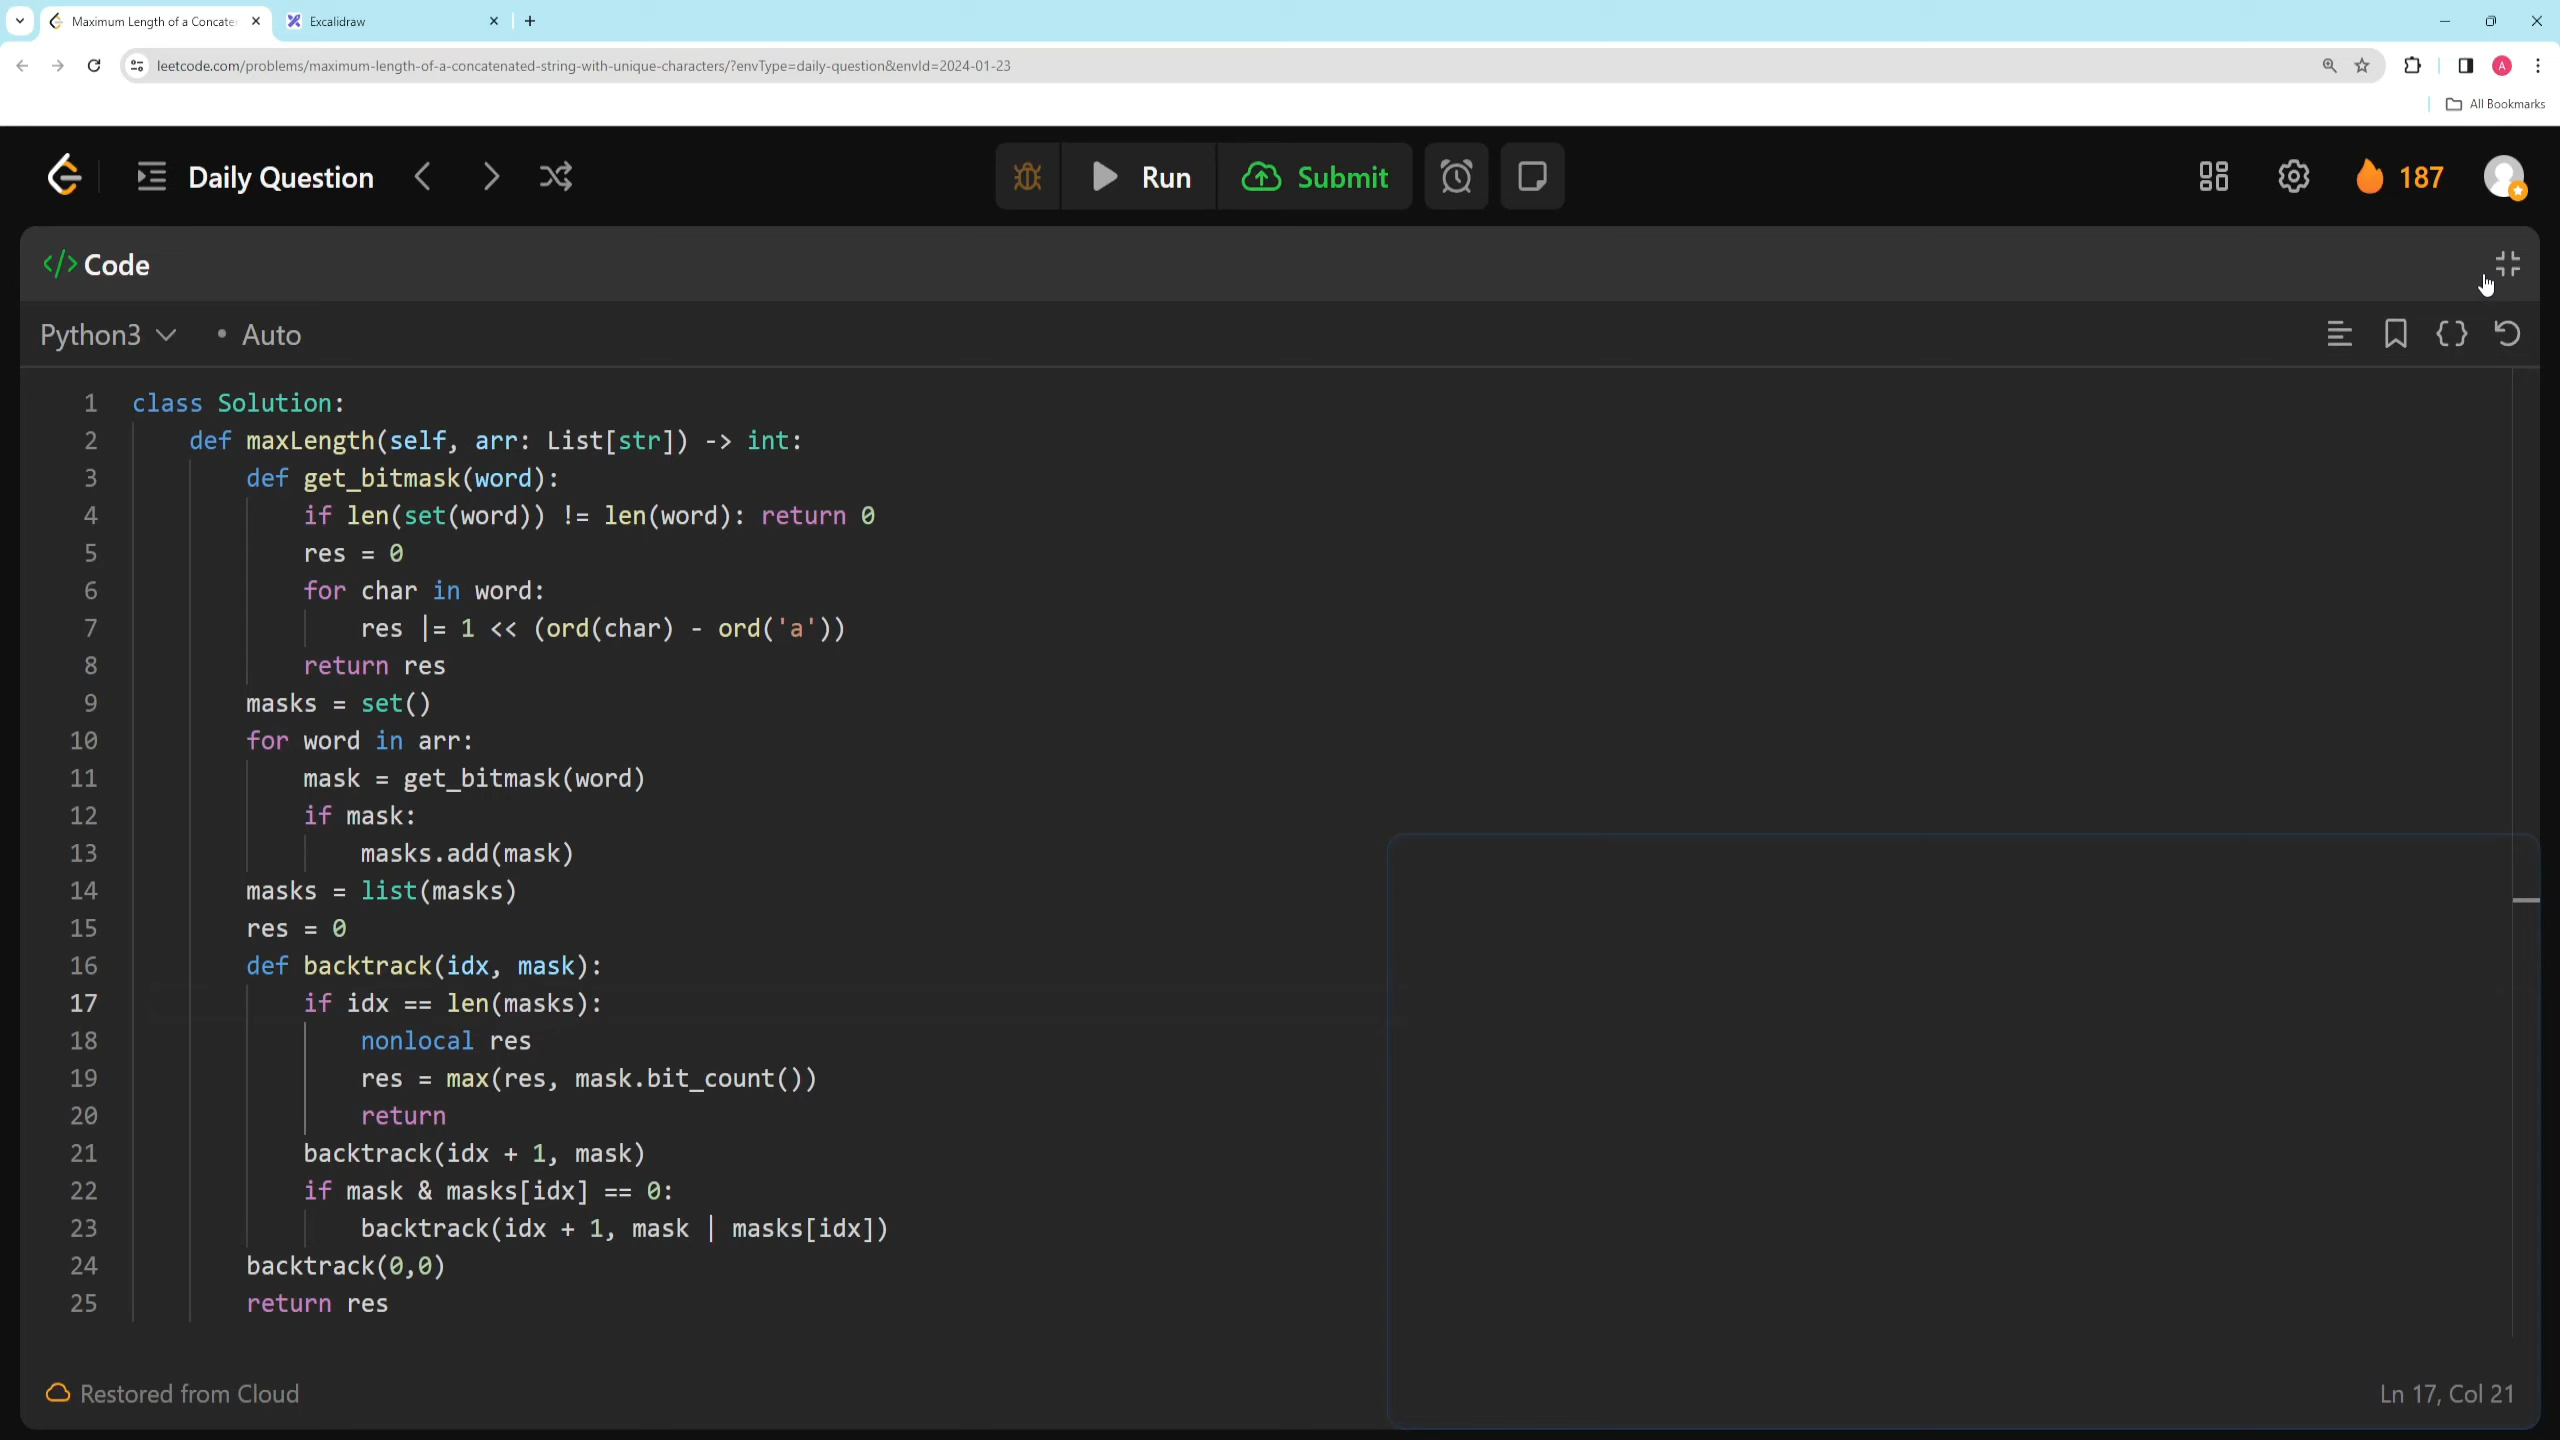 Maximum Length of a Concate
Excalidraw
leetcode.com/problems/maximum-length-of-a-concatenated-string-with-unique-characters/?envType=daily-question&envId=2024-01-23
A
All Bookmarks
Daily Question
Run
Submit
187
</> Code
Python3
• Auto
1 class Solution:
2 def maxLength(self, arr: List[str]) -> int:
3 def get_bitmask(word):
4 if len(set(word)) != len(word): return 0
5 res = 0
6 for char in word:
7 res |= 1 << (ord(char) - ord('a'))
8 return res
9 masks = set()
10 for word in arr:
11 mask = get_bitmask(word)
12 if mask:
13 masks.add(mask)
14 masks = list(masks)
15 res = 0
16 def backtrack(idx, mask):
17 if idx == len(masks):
18 nonlocal res
19 res = max(res, mask.bit_count())
20 return
21 backtrack(idx + 1, mask)
22 if mask & masks[idx] == 0:
23 backtrack(idx + 1, mask | masks[idx])
24 backtrack(0,0)
25 return res
Restored from Cloud
Ln 17, Col 21